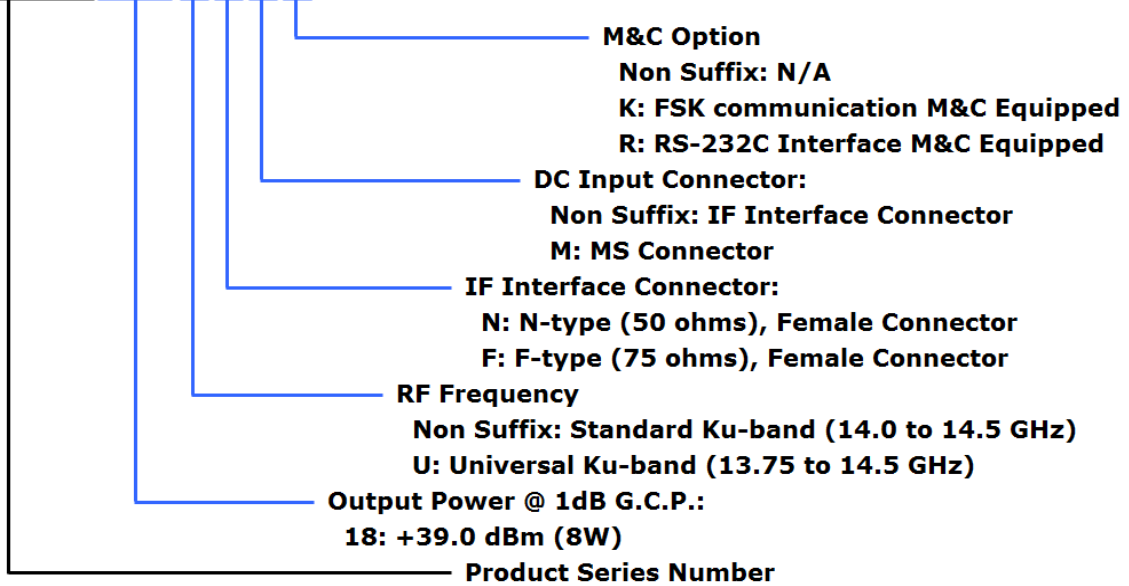 M&C Option
Non Suffix: N/A
K: FSK communication M&C Equipped
R: RS-232C Interface M&C Equipped
DC Input Connector:
Non Suffix: IF Interface Connector
M: MS Connector
IF Interface Connector:
N: N-type (50 ohms), Female Connector
F: F-type (75 ohms), Female Connector
RF Frequency
Non Suffix: Standard Ku-band (14.0 to 14.5 GHz)
U: Universal Ku-band (13.75 to 14.5 GHz)
Output Power @ 1dB G.C.P.:
18: +39.0 dBm (8W)
Product Series Number